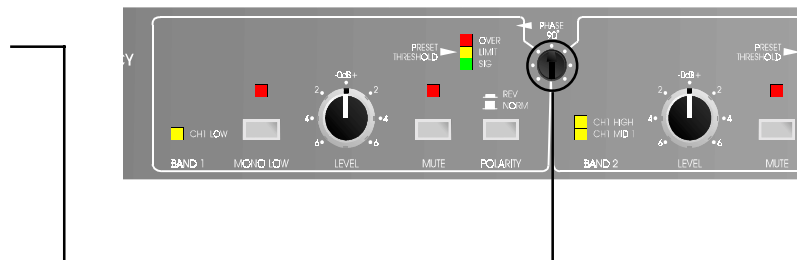 PHASE
90°
OVER
LIMIT
SIG
PRESET
THRESHOLD
PRESET
THRESHOLD
CY
-0dB+
2 2
4 4
6 6
REV
NORM
-0dB+
2 2
4 4
6 6
CH1 LOW
CH1 HIGH
CH1 MID 1
BAND 1
MONO LOW
LEVEL
MUTE
POLARITY
BAND 2
LEVEL
MUTE